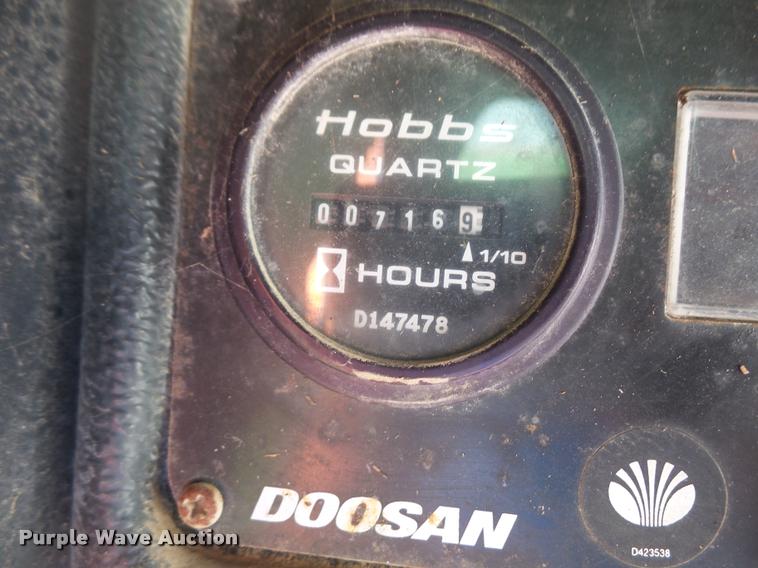 Hobbs
QUARTZ
007169
1/10
HOURS
D147478
DOOSAN
D423538
Purple Wave Auction